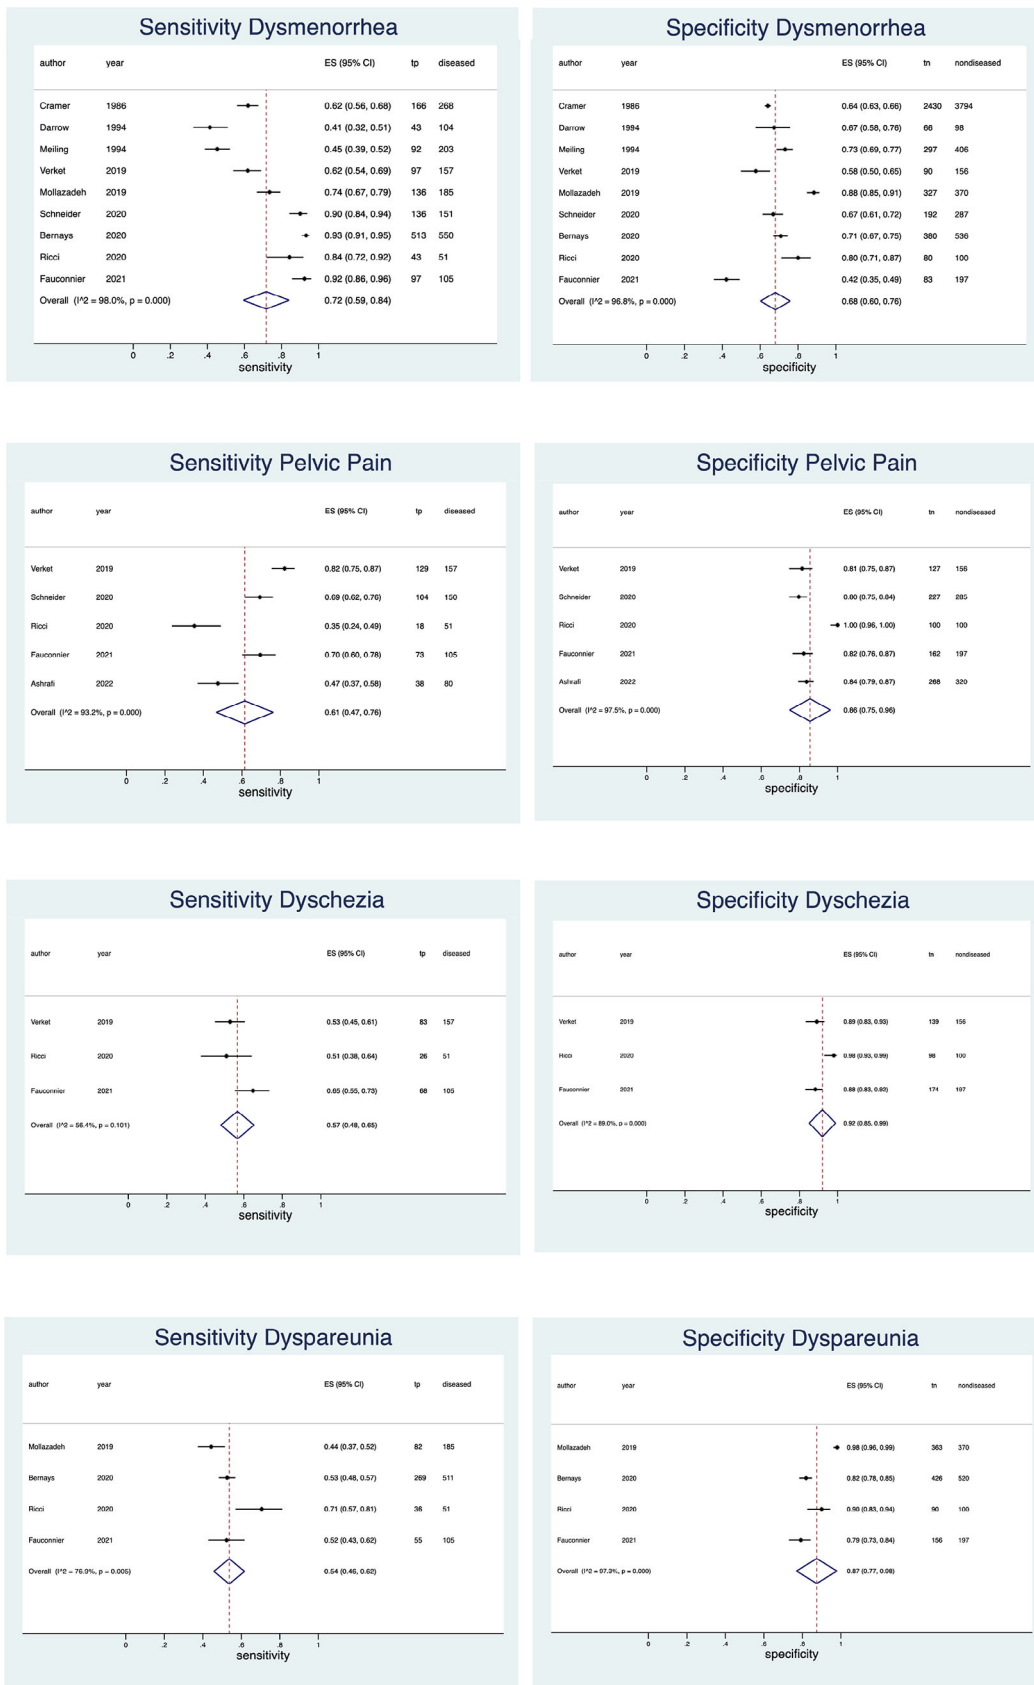 Sensitivity Dysmenorrhea
author year ES (95% CI) tp diseased
Cramer 1986 0.62 (0.56, 0.68) 166 268
Darrow 1994 0.41 (0.32, 0.51) 43 104
Meiling 1994 0.45 (0.39, 0.52) 92 203
Verket 2019 0.62 (0.54, 0.69) 97 157
Mollazadeh 2019 0.74 (0.67, 0.79) 136 185
Schneider 2020 0.90 (0.84, 0.94) 136 151
Bernays 2020 0.93 (0.91, 0.95) 513 550
Ricci 2020 0.84 (0.72, 0.92) 43 51
Fauconnier 2021 0.92 (0.86, 0.96) 97 105
Overall (I^2 = 98.0%, p = 0.000) 0.72 (0.59, 0.84)
0 .2 .4 .6 .8 1
sensitivity
Specificity Dysmenorrhea
author year ES (95% CI) tn nondiseased
Cramer 1986 0.64 (0.63, 0.66) 2430 3794
Darrow 1994 0.67 (0.58, 0.76) 66 98
Meiling 1994 0.73 (0.69, 0.77) 297 406
Verket 2019 0.58 (0.50, 0.65) 90 156
Mollazadeh 2019 0.88 (0.85, 0.91) 327 370
Schneider 2020 0.67 (0.61, 0.72) 192 287
Bernays 2020 0.71 (0.67, 0.75) 380 536
Ricci 2020 0.80 (0.71, 0.87) 80 100
Fauconnier 2021 0.42 (0.35, 0.49) 83 197
Overall (I^2 = 96.8%, p = 0.000) 0.68 (0.60, 0.76)
0 .2 .4 .6 .8 1
specificity
Sensitivity Pelvic Pain
author year ES (95% CI) tp diseased
Verket 2019 0.82 (0.75, 0.87) 129 157
Schneider 2020 0.69 (0.62, 0.76) 104 150
Ricci 2020 0.35 (0.24, 0.49) 18 51
Fauconnier 2021 0.70 (0.60, 0.78) 73 105
Ashrafi 2022 0.47 (0.37, 0.58) 38 80
Overall (I^2 = 93.2%, p = 0.000) 0.61 (0.47, 0.76)
0 .2 .4 .6 .8 1
sensitivity
Specificity Pelvic Pain
author year ES (95% CI) tn nondiseased
Verket 2019 0.81 (0.75, 0.87) 127 156
Schneider 2020 0.80 (0.75, 0.84) 227 285
Ricci 2020 1.00 (0.96, 1.00) 100 100
Fauconnier 2021 0.82 (0.76, 0.87) 162 197
Ashrafi 2022 0.84 (0.79, 0.87) 268 320
Overall (I^2 = 97.5%, p = 0.000) 0.86 (0.75, 0.96)
0 .2 .4 .6 .8 1
specificity
Sensitivity Dyschezia
author year ES (95% CI) tp diseased
Verket 2019 0.53 (0.45, 0.61) 83 157
Ricci 2020 0.51 (0.38, 0.64) 26 51
Fauconnier 2021 0.65 (0.55, 0.73) 68 105
Overall (I^2 = 56.4%, p = 0.101) 0.57 (0.48, 0.65)
0 .2 .4 .6 .8 1
sensitivity
Specificity Dyschezia
author year ES (95% CI) tn nondiseased
Verket 2019 0.89 (0.83, 0.93) 139 156
Ricci 2020 0.98 (0.93, 0.99) 98 100
Fauconnier 2021 0.88 (0.83, 0.92) 174 197
Overall (I^2 = 89.0%, p = 0.000) 0.92 (0.85, 0.99)
0 .2 .4 .6 .8 1
specificity
Sensitivity Dyspareunia
author year ES (95% CI) tp diseased
Mollazadeh 2019 0.44 (0.37, 0.52) 82 185
Bernays 2020 0.53 (0.48, 0.57) 269 511
Ricci 2020 0.71 (0.57, 0.81) 36 51
Fauconnier 2021 0.52 (0.43, 0.62) 55 105
Overall (I^2 = 76.9%, p = 0.005) 0.54 (0.46, 0.62)
0 .2 .4 .6 .8 1
sensitivity
Specificity Dyspareunia
author year ES (95% CI) tn nondiseased
Mollazadeh 2019 0.98 (0.96, 0.99) 363 370
Bernays 2020 0.82 (0.78, 0.85) 426 520
Ricci 2020 0.90 (0.83, 0.94) 90 100
Fauconnier 2021 0.79 (0.73, 0.84) 156 197
Overall (I^2 = 97.3%, p = 0.000) 0.87 (0.77, 0.98)
0 .2 .4 .6 .8 1
specificity